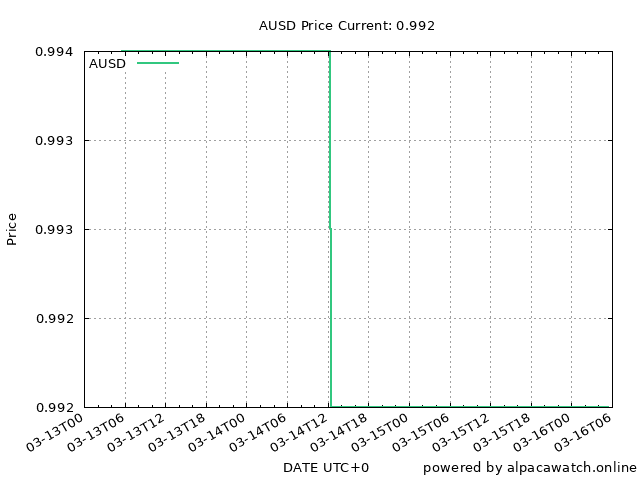 AUSD Price Current: 0.992
0.994
AUSD
0.993
0.993
Price
0.992
0.992
03-13T00
03-13T06
03-13T12
03-13T18
03-14T00
03-14T06
03-14T12
03-14T18
03-15T00
03-15T06
03-15T12
03-15T18
03-16T00
03-16T06
DATE UTC+0
powered by alpacawatch.online